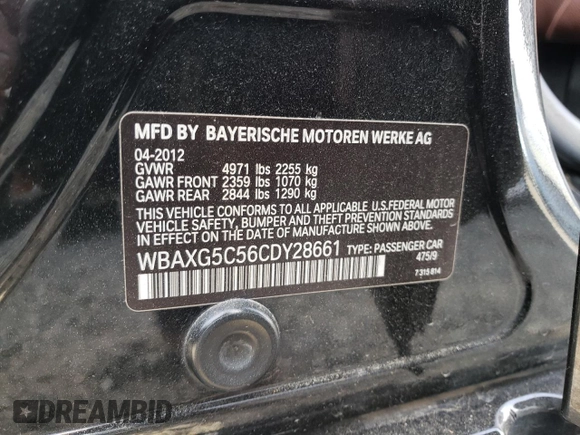 MFD BY BAYERISCHE MOTOREN WERKE AG
04-2012
GVWR 4971 lbs 2255 kg
GAWR FRONT 2359 lbs 1070 kg
GAWR REAR 2844 lbs 1290 kg
THIS VEHICLE CONFORMS TO ALL APPLICABLE U.S.FEDERAL MOTOR
VEHICLE SAFETY, BUMPER AND THEFT PREVENTION STANDARDS
IN EFFECT ON THE DATE OF MANUFACTURE SHOWN ABOVE.
WBAXG5C56CDY28661 TYPE: PASSENGER CAR
475/9
7 315 814
DREAMBID